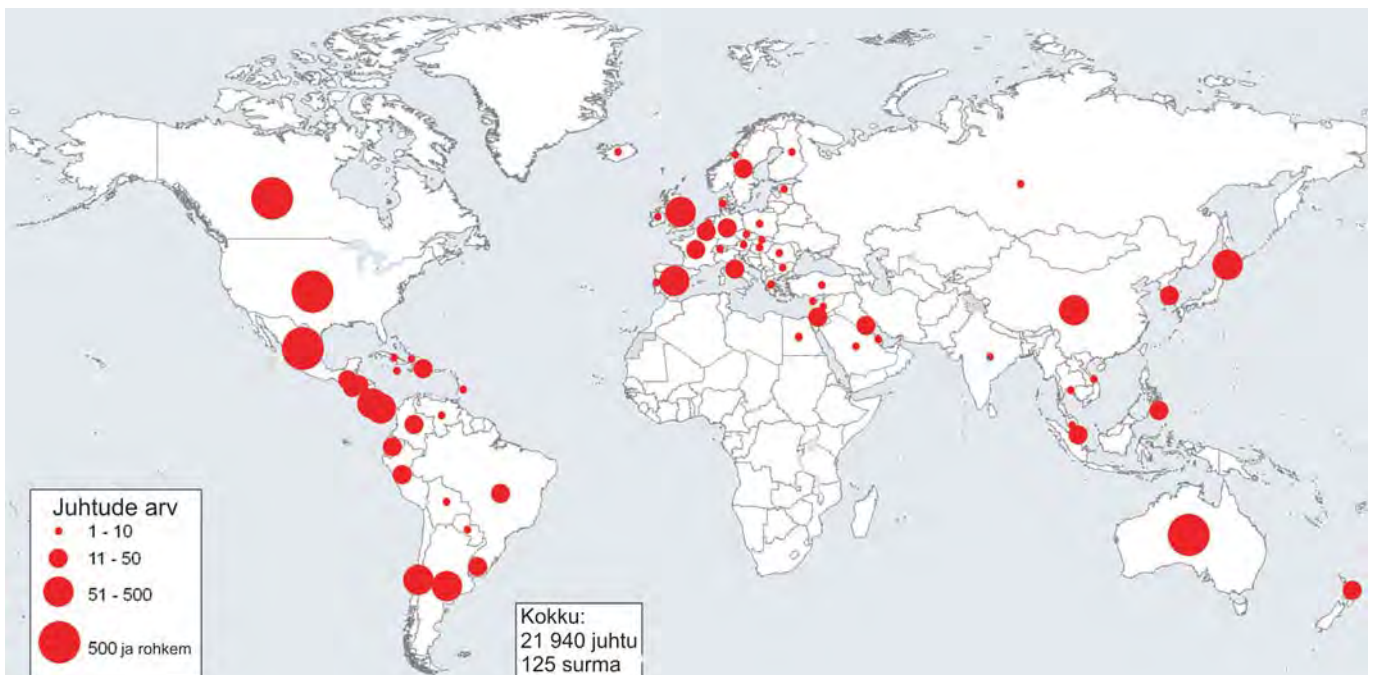 Juhtude arv
1 - 10
11 - 50
51 - 500
500 ja rohkem
Kokku:
21 940 juhtu
125 surma